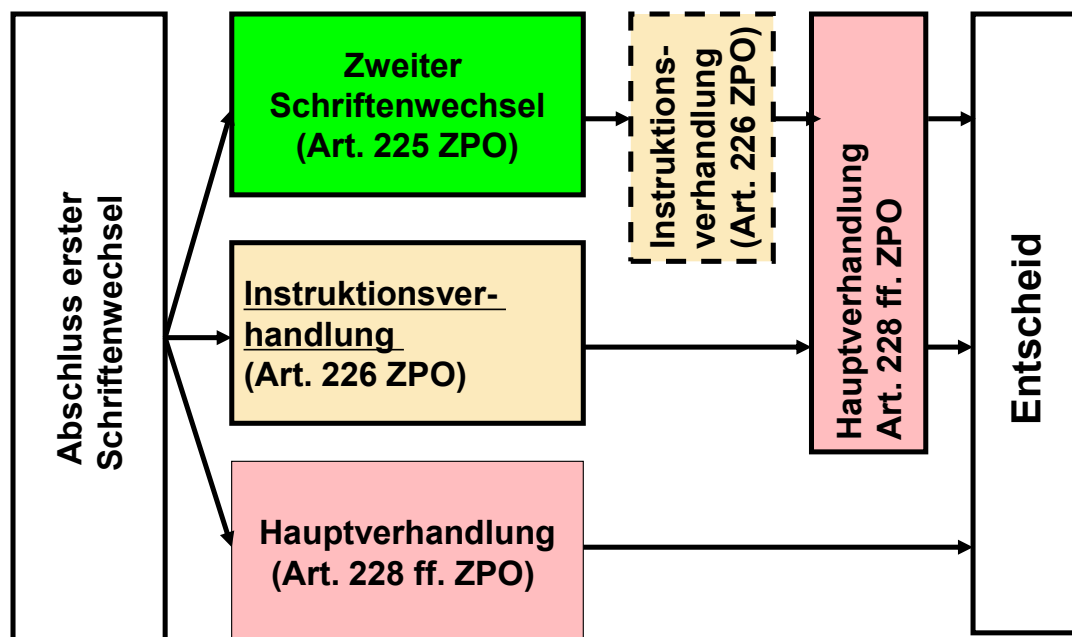 Abschluss erster
Schriftenwechsel
Zweiter
Schriftenwechsel
(Art. 225 ZPO)
Instruktions-
verhandlung
(Art. 226 ZPO)
Instruktionsver-
handlung
(Art. 226 ZPO)
Hauptverhandlung
(Art. 228 ff. ZPO)
Hauptverhandlung
Art. 228 ff. ZPO
Entscheid